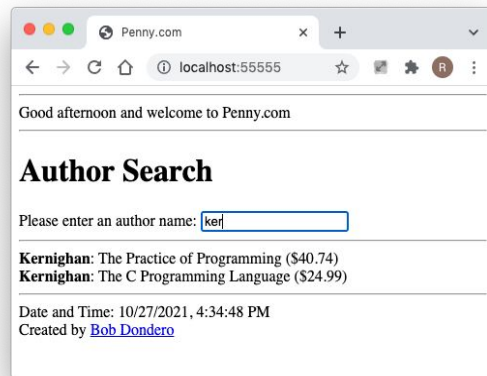 Penny.com
localhost:55555
R
Good afternoon and welcome to Penny.com
Author Search
Please enter an author name: ker
Kernighan: The Practice of Programming ($40.74)
Kernighan: The C Programming Language ($24.99)
Date and Time: 10/27/2021, 4:34:48 PM
Created by Bob Dondero